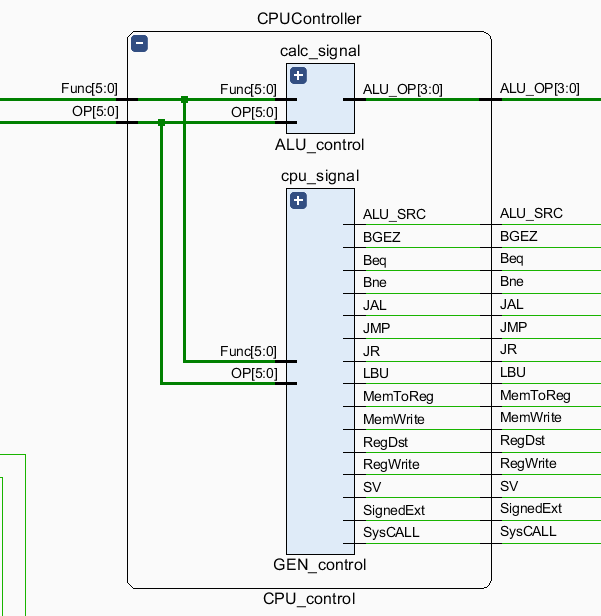 CPUController
calc_signal
Func[5:0] Func[5:0] ALU_OP[3:0] ALU_OP[3:0]
OP[5:0] OP[5:0]
ALU_control
cpu_signal
ALU_SRC ALU_SRC
BGEZ BGEZ
Beq Beq
Bne Bne
JAL JAL
JMP JMP
Func[5:0] JR JR
OP[5:0] LBU LBU
MemToReg MemToReg
MemWrite MemWrite
RegDst RegDst
RegWrite RegWrite
SV SV
SignedExt SignedExt
SysCALL SysCALL
GEN_control
CPU_control